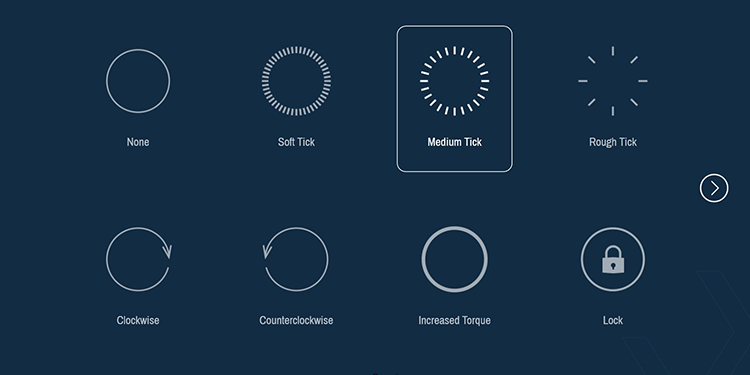 None
Soft Tick
Medium Tick
Rough Tick
Clockwise
Counterclockwise
Increased Torque
Lock